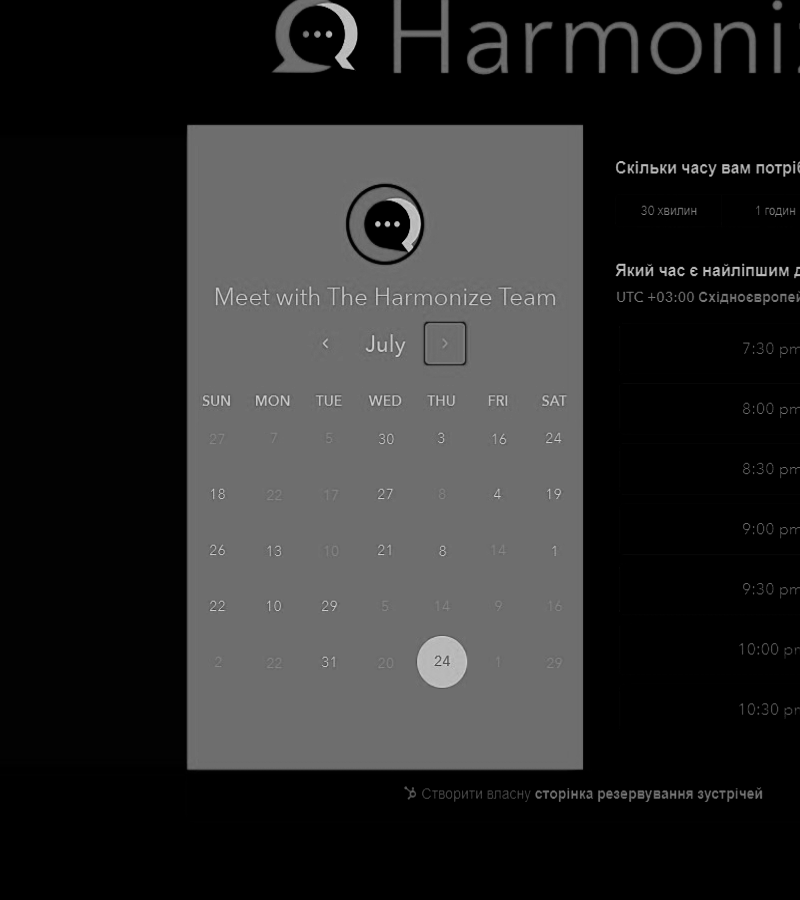 Harmoniz
Meet with The Harmonize Team
July
SUN MON TUE WED THU FRI SAT
27 7 5 30 3 16 24
18 22 17 27 8 4 19
26 13 10 21 8 14 1
22 10 29 5 14 9 16
2 22 31 20 24 1 29
Скільки часу вам потріб
30 хвилин 1 годин
Який час є найліпшим д
UTC +03:00 Східноєвропей
7:30 pm
8:00 pm
8:30 pm
9:00 pm
9:30 pm
10:00 pm
10:30 pm
Створити власну сторінка резервування зустрічей